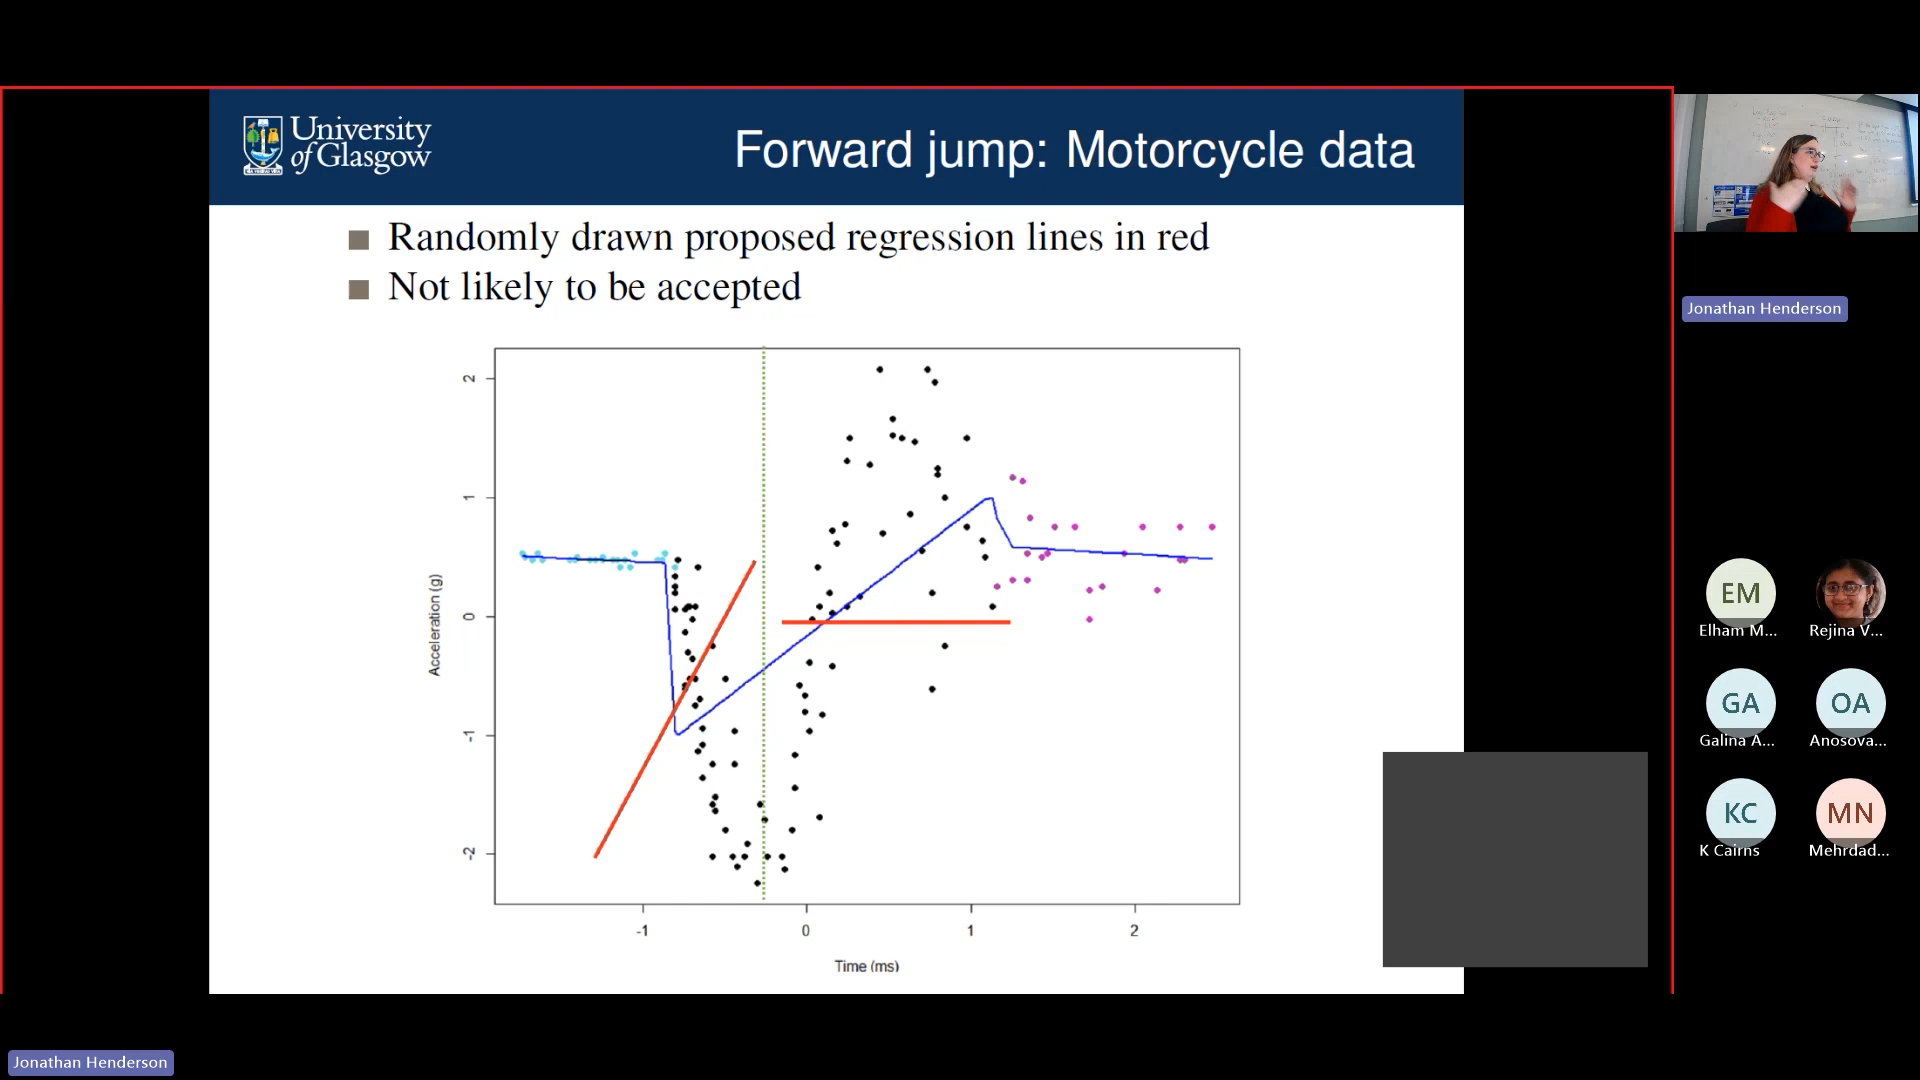 University
of Glasgow
Forward jump: Motorcycle data
Randomly drawn proposed regression lines in red
Not likely to be accepted
2
1
0
-1
-2
Acceleration (g)
-1
0
1
2
Time (ms)
Jonathan Henderson
EM
Elham M...
Rejina V...
GA
Galina A...
OA
Anosova...
KC
K Cairns
MN
Mehrdad...
Jonathan Henderson